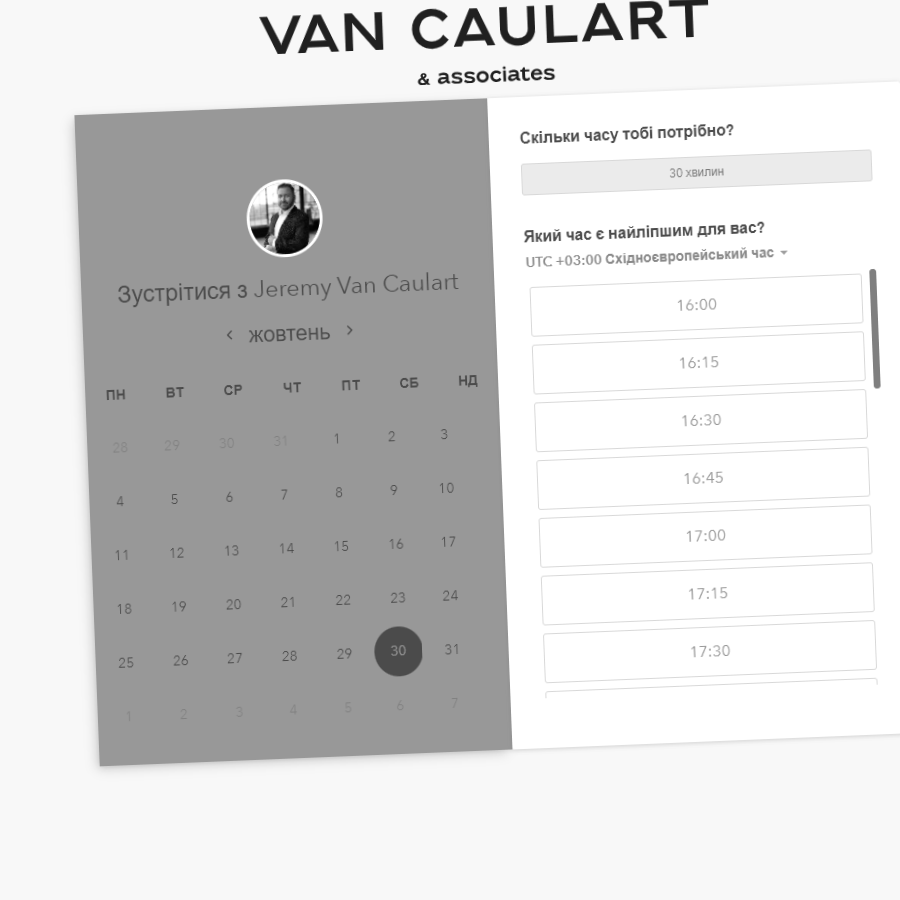 VAN CAULART
& associates
Зустрітися з Jeremy Van Caulart
жовтень
ПН ВТ СР ЧТ ПТ СБ НД
28 29 30 31 1 2 3
4 5 6 7 8 9 10
11 12 13 14 15 16 17
18 19 20 21 22 23 24
25 26 27 28 29 30 31
1 2 3 4 5 6 7
Скільки часу тобі потрібно?
30 хвилин
Який час є найліпшим для вас?
UTC +03:00 Східноєвропейський час
16:00
16:15
16:30
16:45
17:00
17:15
17:30